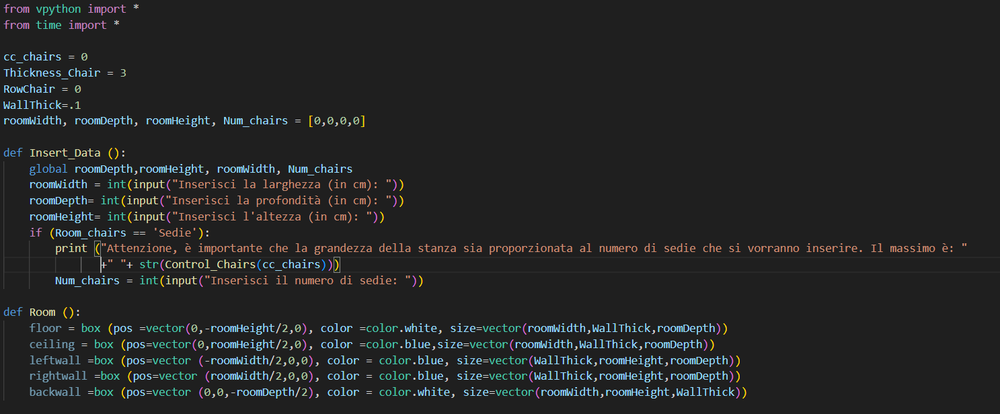 from vpython import *
from time import *
cc_chairs = 0
Thickness_Chair = 3
RowChair = 0
WallThick=.1
roomWidth, roomDepth, roomHeight, Num_chairs = [0,0,0,0]
def Insert_Data ():
    global roomDepth,roomHeight, roomWidth, Num_chairs
    roomWidth = int(input("Inserisci la larghezza (in cm): "))
    roomDepth= int(input("Inserisci la profondità (in cm): "))
    roomHeight= int(input("Inserisci l'altezza (in cm): "))
    if (Room_chairs == 'Sedie'):
        print ("Attenzione, è importante che la grandezza della stanza sia proporzionata al numero di sedie che si vorranno inserire. Il massimo è: "
               +" "+ str(Control_Chairs(cc_chairs)))
        Num_chairs = int(input("Inserisci il numero di sedie: "))
def Room ():
    floor = box (pos =vector(0,-roomHeight/2,0), color =color.white, size=vector(roomWidth,WallThick,roomDepth))
    ceiling = box (pos=vector(0,roomHeight/2,0), color =color.blue,size=vector(roomWidth,WallThick,roomDepth))
    leftwall =box (pos=vector (-roomWidth/2,0,0), color = color.blue, size=vector(WallThick,roomHeight,roomDepth))
    rightwall =box (pos=vector (roomWidth/2,0,0), color = color.blue, size=vector(WallThick,roomHeight,roomDepth))
    backwall =box (pos=vector (0,0,-roomDepth/2), color = color.white, size=vector(roomWidth,roomHeight,WallThick))